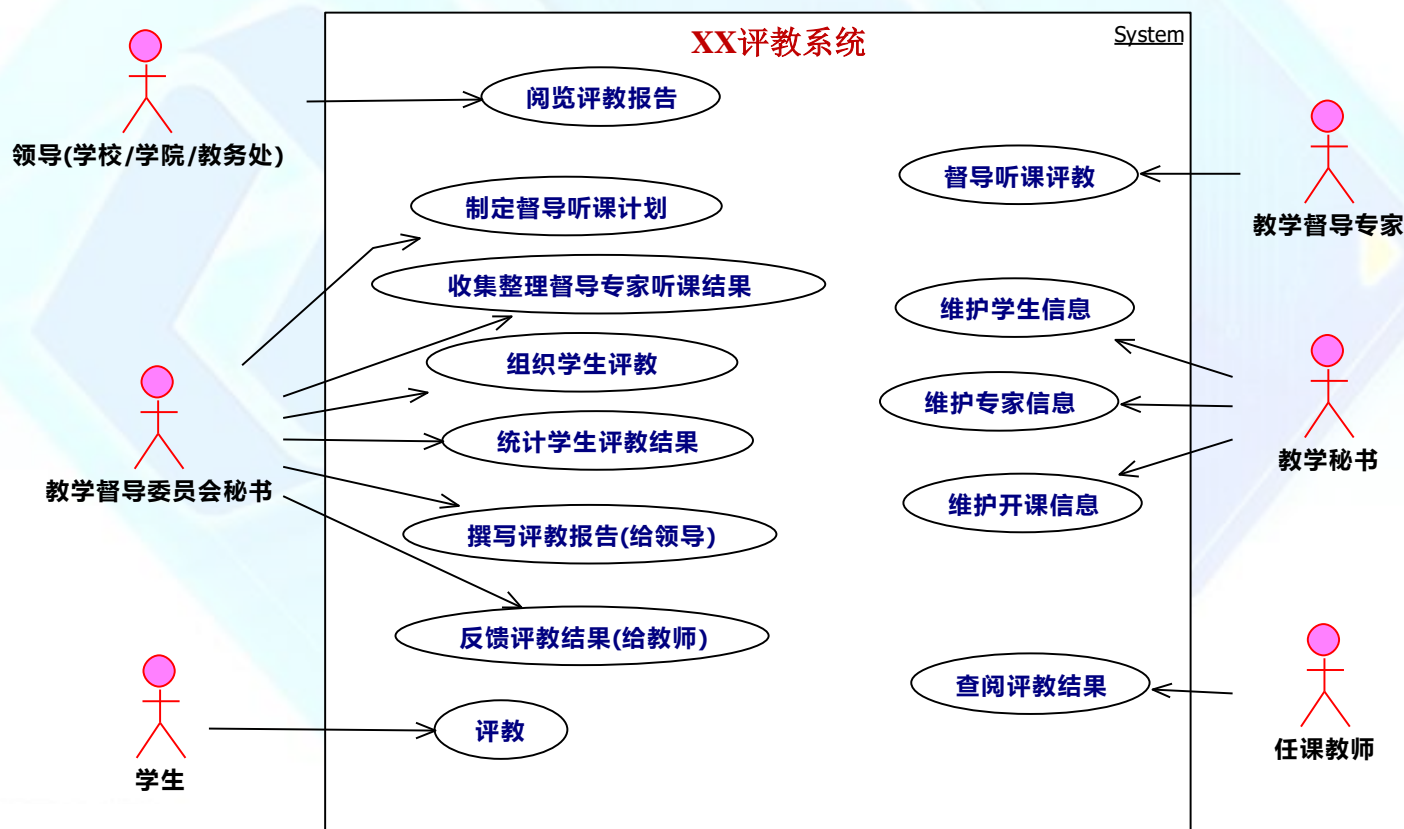 XX评教系统
System
阅览评教报告
领导(学校/学院/教务处)
督导听课评教
教学督导专家
制定督导听课计划
收集整理督导专家听课结果
维护学生信息
组织学生评教
维护专家信息
统计学生评教结果
教学秘书
教学督导委员会秘书
维护开课信息
撰写评教报告(给领导)
反馈评教结果(给教师)
查阅评教结果
评教
任课教师
学生